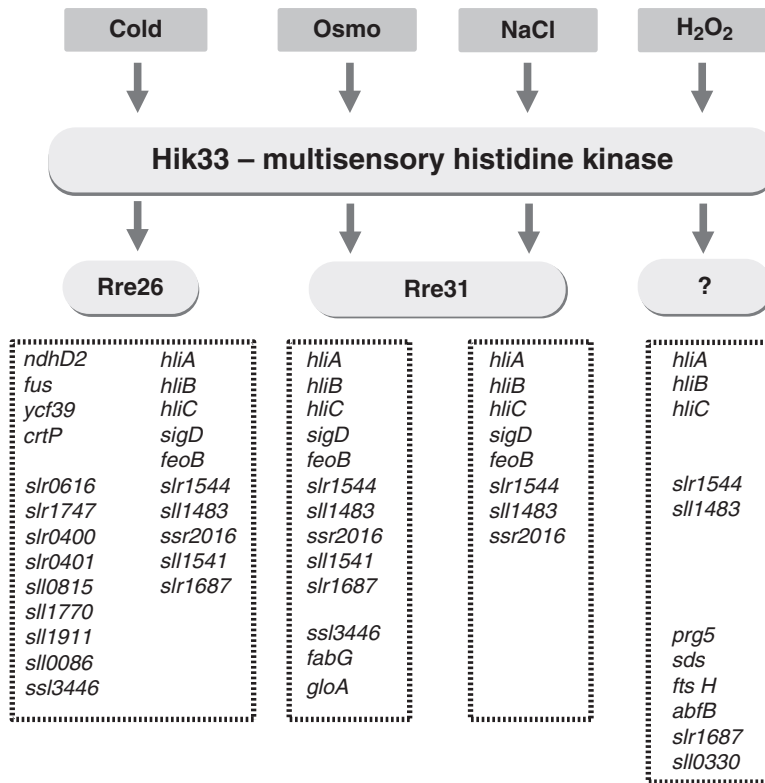 Cold Osmo NaCl H₂O₂
Hik33 – multisensory histidine kinase
Rre26 Rre31 ?
ndhD2
fus
ycf39
crtP
slr0616
slr1747
slr0400
slr0401
sll0815
sll1770
sll1911
sll0086
ssl3446
hliA
hliB
hliC
sigD
feoB
slr1544
sll1483
ssr2016
sll1541
slr1687
hliA
hliB
hliC
sigD
feoB
slr1544
sll1483
ssr2016
sll1541
slr1687
ssl3446
fabG
gloA
hliA
hliB
hliC
sigD
feoB
slr1544
sll1483
ssr2016
hliA
hliB
hliC
slr1544
sll1483
prg5
sds
fts H
abfB
slr1687
sll0330